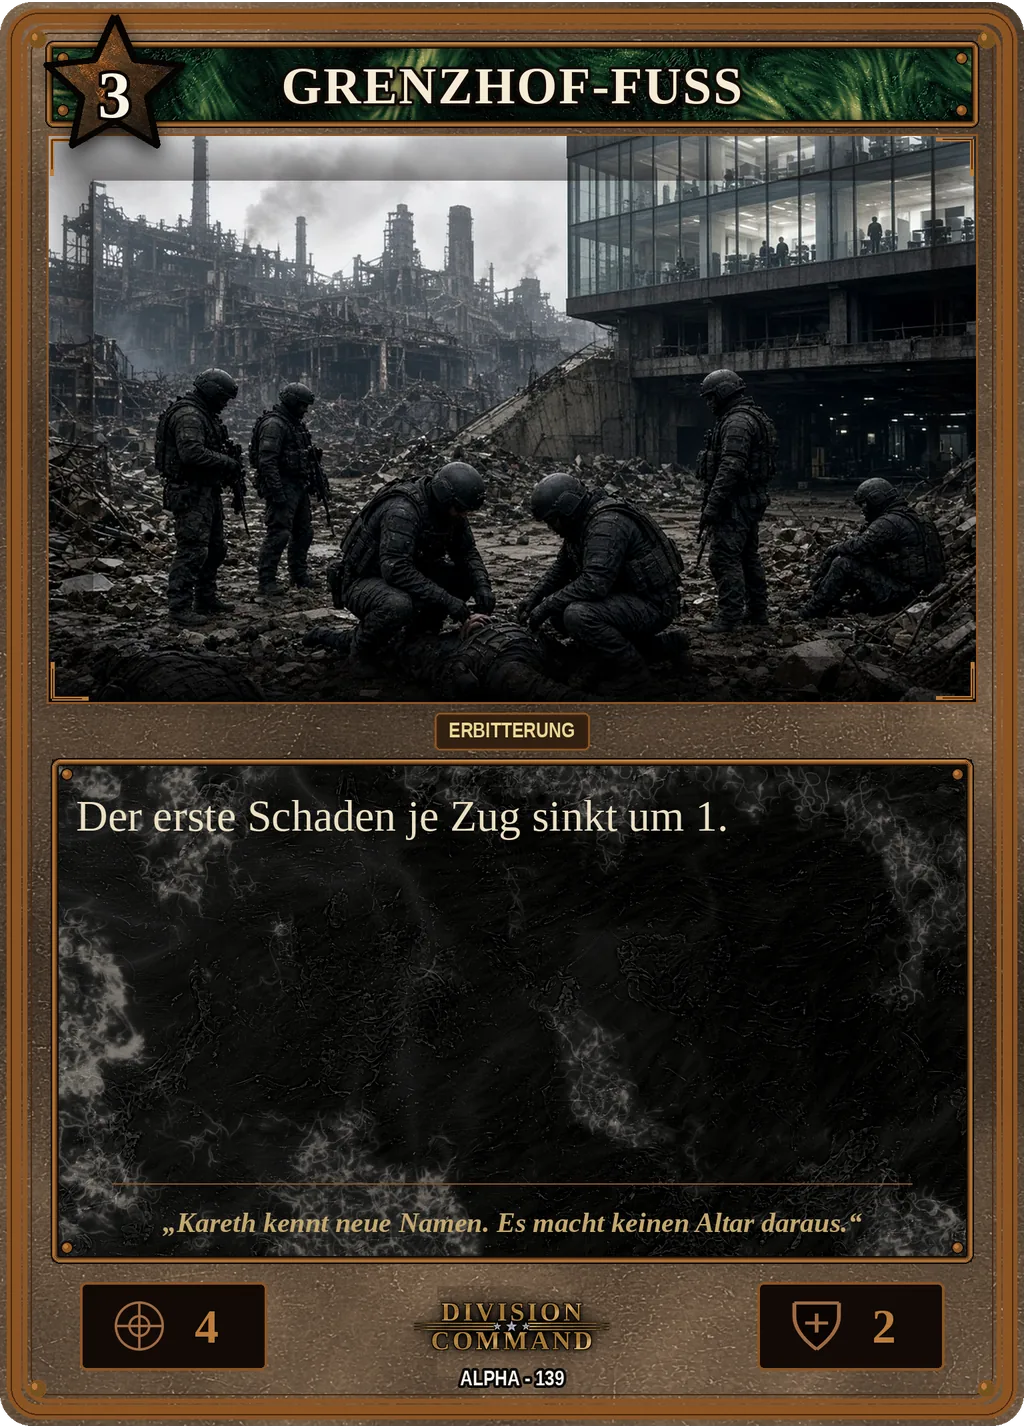 3
GRENZHOF-FUSS
ERBITTERUNG
Der erste Schaden je Zug sinkt um 1.
„Kareth kennt neue Namen. Es macht keinen Altar daraus.“
4
DIVISION
COMMAND
2
ALPHA - 139